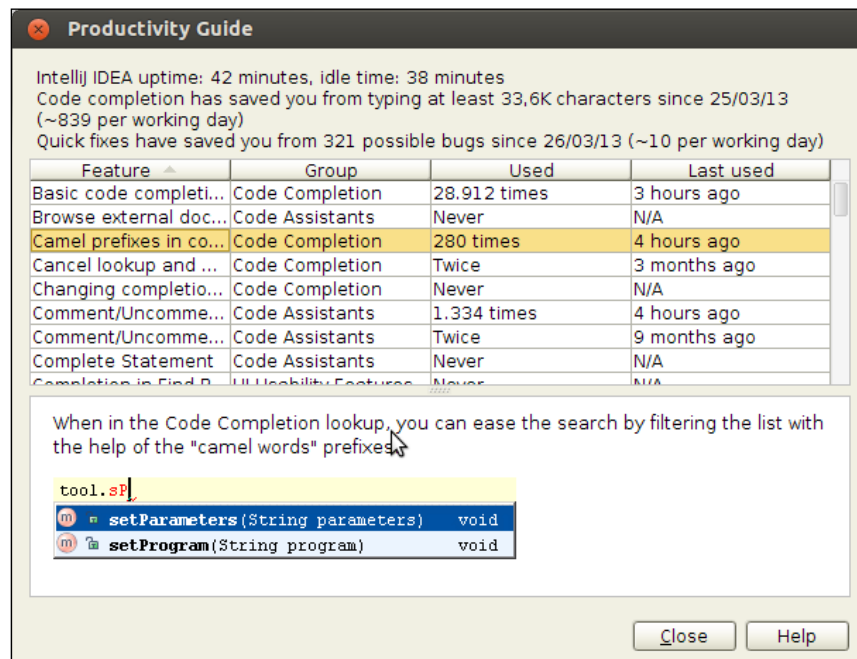 Productivity Guide
IntelliJ IDEA uptime: 42 minutes, idle time: 38 minutes
Code completion has saved you from typing at least 33,6K characters since 25/03/13
(~839 per working day)
Quick fixes have saved you from 321 possible bugs since 26/03/13 (~10 per working day)
Feature Group Used Last used
Basic code completi... Code Completion 28.912 times 3 hours ago
Browse external doc... Code Assistants Never N/A
Camel prefixes in co... Code Completion 280 times 4 hours ago
Cancel lookup and ... Code Completion Twice 3 months ago
Changing completio... Code Completion Never N/A
Comment/Uncomme... Code Assistants 1.334 times 4 hours ago
Comment/Uncomme... Code Assistants Twice 9 months ago
Complete Statement Code Assistants Never N/A
Completion in Find P... UI Usability Features Never N/A
When in the Code Completion lookup, you can ease the search by filtering the list with
the help of the "camel words" prefixes
tool.sP
m setParameters(String parameters) void
m setProgram(String program) void
Close Help